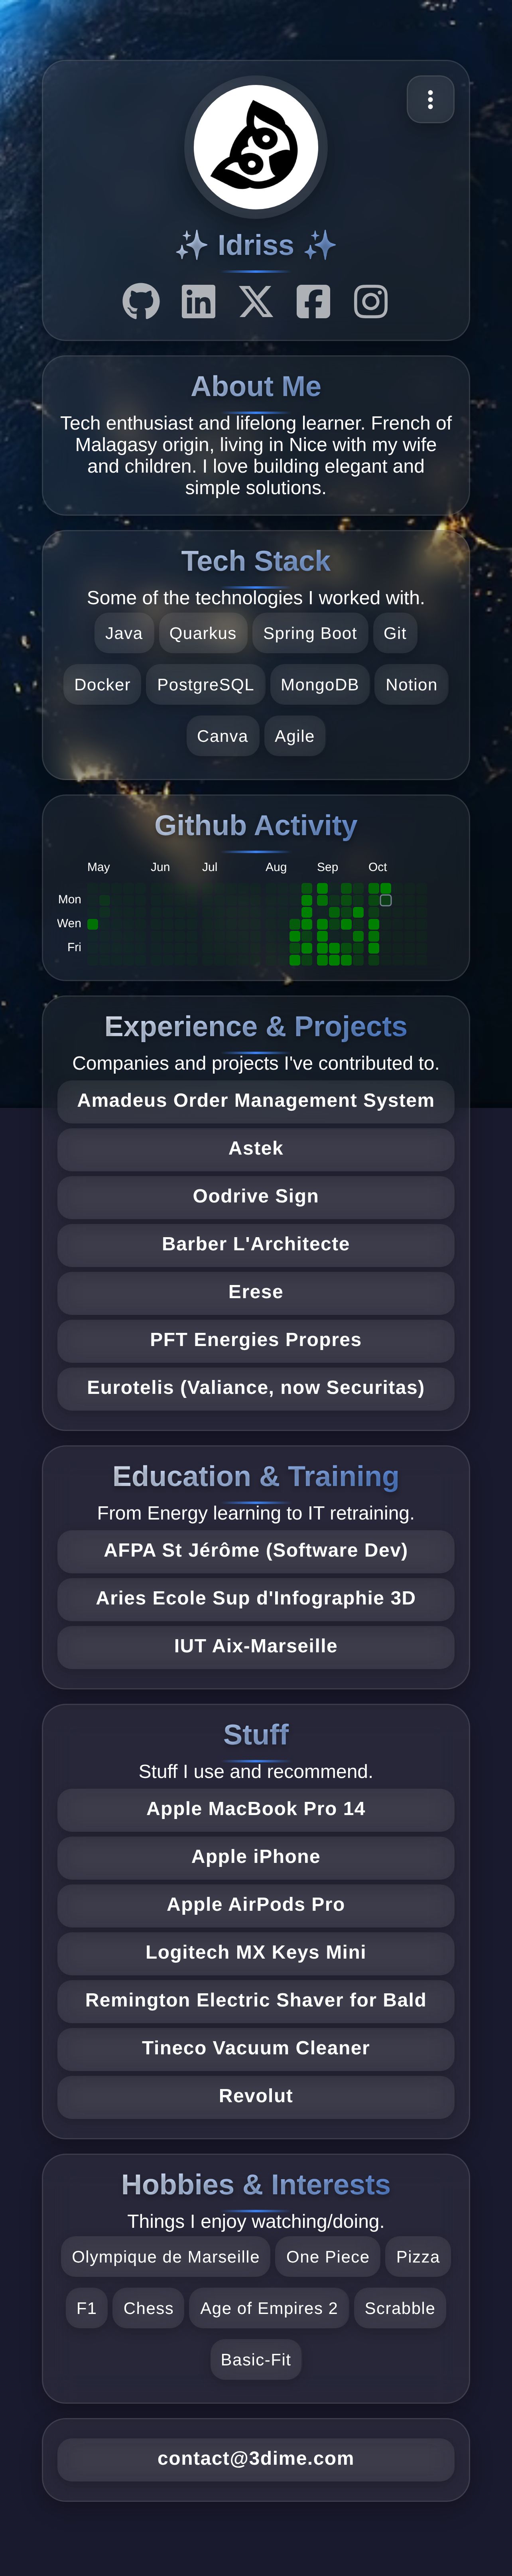 ✨ Idriss ✨
About Me
Tech enthusiast and lifelong learner. French of
Malagasy origin, living in Nice with my wife
and children. I love building elegant and
simple solutions.
Tech Stack
Some of the technologies I worked with.
Java Quarkus Spring Boot Git
Docker PostgreSQL MongoDB Notion
Canva Agile
Github Activity
May Jun Jul Aug Sep Oct
Mon
Wen
Fri
Experience & Projects
Companies and projects I've contributed to.
Amadeus Order Management System
Astek
Oodrive Sign
Barber L'Architecte
Erese
PFT Energies Propres
Eurotelis (Valiance, now Securitas)
Education & Training
From Energy learning to IT retraining.
AFPA St Jérôme (Software Dev)
Aries Ecole Sup d'Infographie 3D
IUT Aix-Marseille
Stuff
Stuff I use and recommend.
Apple MacBook Pro 14
Apple iPhone
Apple AirPods Pro
Logitech MX Keys Mini
Remington Electric Shaver for Bald
Tineco Vacuum Cleaner
Revolut
Hobbies & Interests
Things I enjoy watching/doing.
Olympique de Marseille One Piece Pizza
F1 Chess Age of Empires 2 Scrabble
Basic-Fit
contact@3dime.com